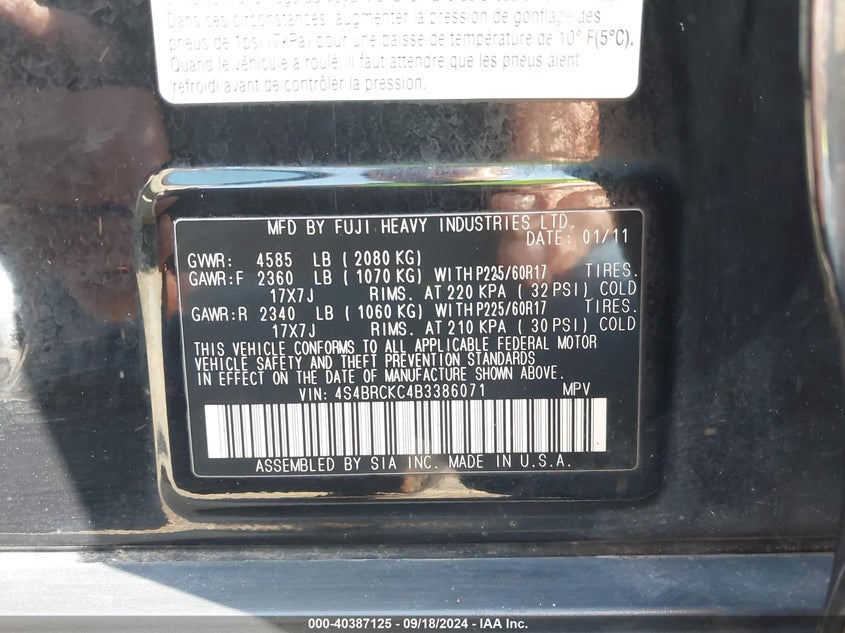 Dans ces circonstances, augmenter la pression de gonflage des
pneus de 1psi (7kPa) pour une baisse de température de 10° F(5°C).
Quand le véhicule a roulé, il faut attendre que les pneus aient
refroidi avant de contrôler la pression.
MFD BY FUJI HEAVY INDUSTRIES LTD.
DATE: 01/11
GVWR: 4585 LB ( 2080 KG)
GAWR:F 2360 LB ( 1070 KG) WITH P225/60R17 TIRES.
17X7J RIMS. AT 220 KPA ( 32 PSI) COLD
GAWR:R 2340 LB ( 1060 KG) WITH P225/60R17 TIRES.
17X7J RIMS. AT 210 KPA ( 30 PSI) COLD
THIS VEHICLE CONFORMS TO ALL APPLICABLE FEDERAL MOTOR
VEHICLE SAFETY AND THEFT PREVENTION STANDARDS
IN EFFECT ON THE DATE OF MANUFACTURE SHOWN ABOVE.
VIN: 4S4BRCKC4B3386071 MPV
ASSEMBLED BY SIA INC. MADE IN U.S.A.
000-40387125 - 09/18/2024 - IAA Inc.